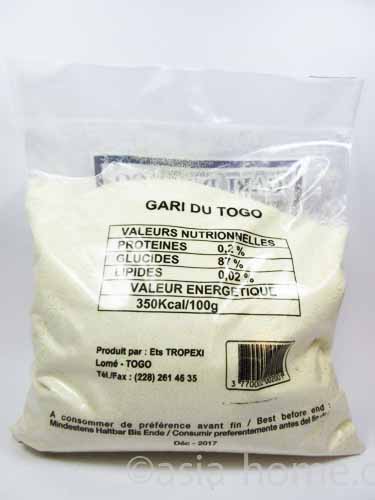 GARI DU TOGO
VALEURS NUTRITIONNELLES
PROTEINES 0,2 %
GLUCIDES 87 %
LIPIDES 0,02 %
VALEUR ENERGETIQUE
350Kcal/100g
Produit par : Ets TROPEXI
Lomé - TOGO
Tél./Fax : (228) 261 46 35
A consommer de préférence avant fin / Best before end :
Mindestens Haltbar Bis Ende / Consumir preferentemente antes del
Déc - 2017
©asia-home.c